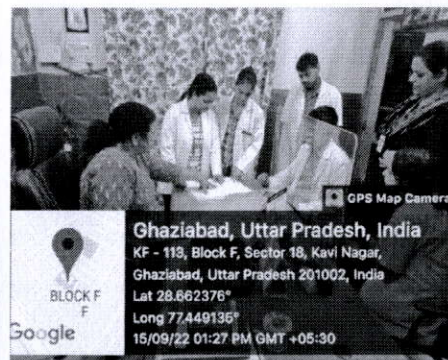 GPS Map Camera
Ghaziabad, Uttar Pradesh, India
KF - 113, Block F, Sector 18, Kavi Nagar,
Ghaziabad, Uttar Pradesh 201002, India
Lat 28.662376°
Long 77.449135°
15/09/22 01:27 PM GMT +05:30
BLOCK F
F
Google